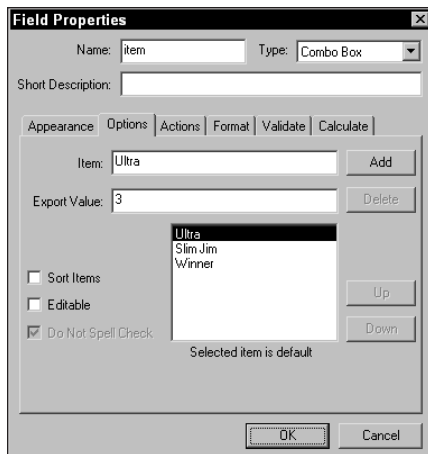 Field Properties
Name: item Type: Combo Box
Short Description:
Appearance Options Actions Format Validate Calculate
Item: Ultra Add
Export Value: 3 Delete
Ultra
Slim Jim
Winner
Sort Items
Editable Up
Do Not Spell Check Down
Selected item is default
OK Cancel